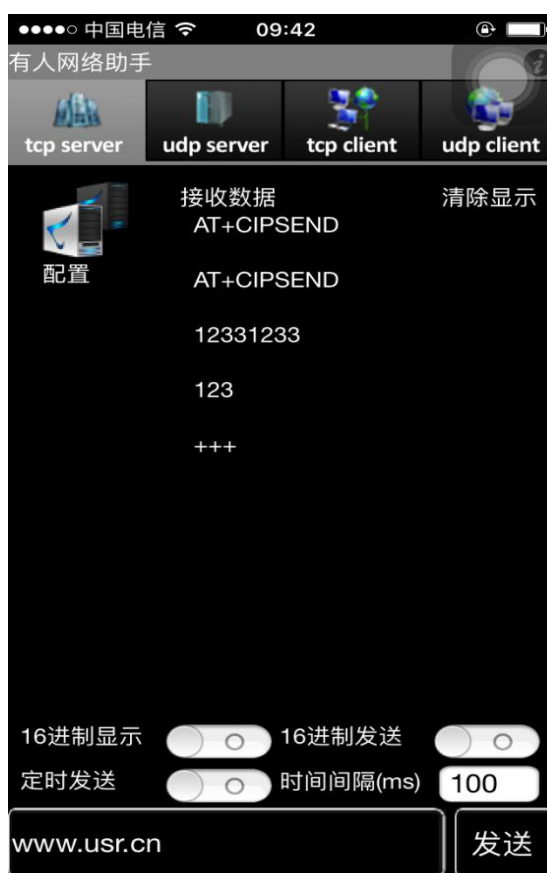 中国电信 09:42
有人网络助手
tcp server udp server tcp client udp client
接收数据 清除显示
AT+CIPSEND
配置
AT+CIPSEND
12331233
123
+++
16进制显示 16进制发送
定时发送 时间间隔(ms) 100
www.usr.cn 发送